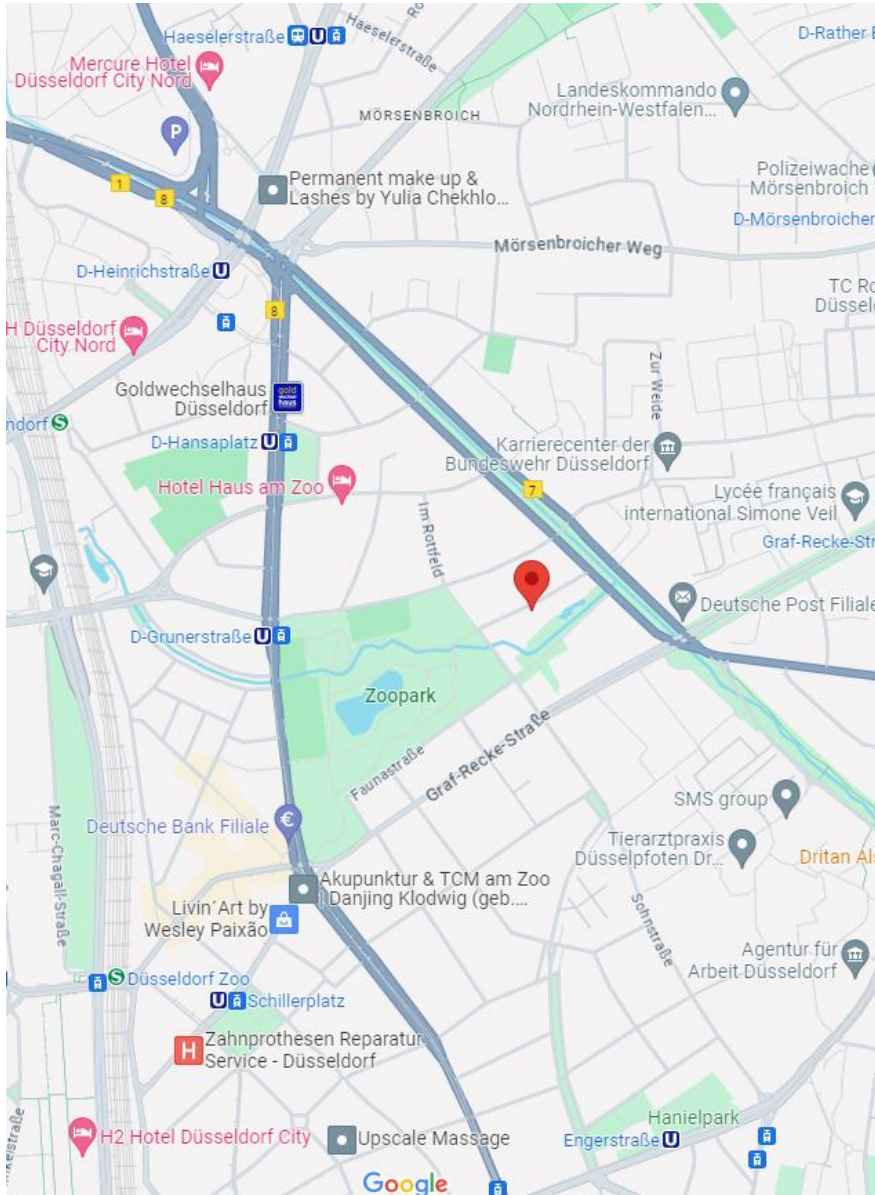 Haeselerstraße
Haeselerstraße
D-Rather
Mercure Hotel
Düsseldorf City Nord
P
MÖRSENBROICH
Landeskommando
Nordrhein-Westfalen...
1
8
Permanent make up &
Lashes by Yulia Chekhlo...
Polizeiwache
Mörsenbroich
D-Mörsenbroicher
Mörsenbroicher Weg
D-Heinrichstraße U
8
H Düsseldorf
City Nord
TC
Düssel
Goldwechselhaus
Düsseldorf
gold
wechsel
haus
Zur Weide
ndorf S
D-Hansaplatz U
Karrierecenter der
Bundeswehr Düsseldorf
Hotel Haus am Zoo
7
Lycée français
international Simone Veil
Im Rottfeld
Graf-Recke-Str
Deutsche Post Filiale
D-Grunerstraße U
Zoopark
Faunastraße
Graf-Recke-Straße
Deutsche Bank Filiale €
SMS group
Marc-Chagall-Straße
Tierarztpraxis
Düsselpfoten Dr...
Dritan
Akupunktur & TCM am Zoo
| Danjing Klodwig (geb....
Livin´Art by
Wesley Paixão
Sohnstraße
Agentur für
Arbeit Düsseldorf
S Düsseldorf Zoo
U Schillerplatz
H
Zahnprothesen Reparatur
Service - Düsseldorf
Hanielpark
H2 Hotel Düsseldorf City
Upscale Massage
Engerstraße U
Google